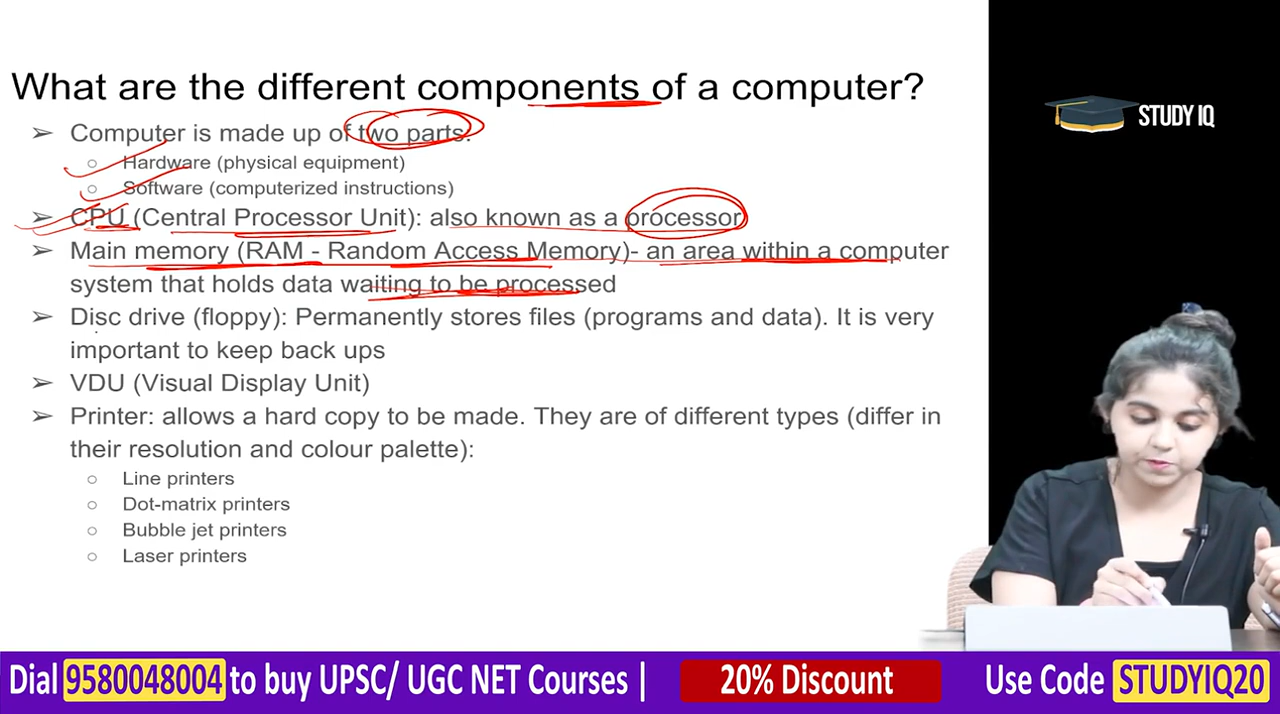 What are the different components of a computer?
➢ Computer is made up of two parts:
○ Hardware (physical equipment)
○ Software (computerized instructions)
➢ CPU (Central Processor Unit): also known as a processor
➢ Main memory (RAM - Random Access Memory)- an area within a computer
system that holds data waiting to be processed
➢ Disc drive (floppy): Permanently stores files (programs and data). It is very
important to keep back ups
➢ VDU (Visual Display Unit)
➢ Printer: allows a hard copy to be made. They are of different types (differ in
their resolution and colour palette):
○ Line printers
○ Dot-matrix printers
○ Bubble jet printers
○ Laser printers
STUDY IQ
Dial 9580048004 to buy UPSC/ UGC NET Courses | 20% Discount Use Code STUDYIQ20